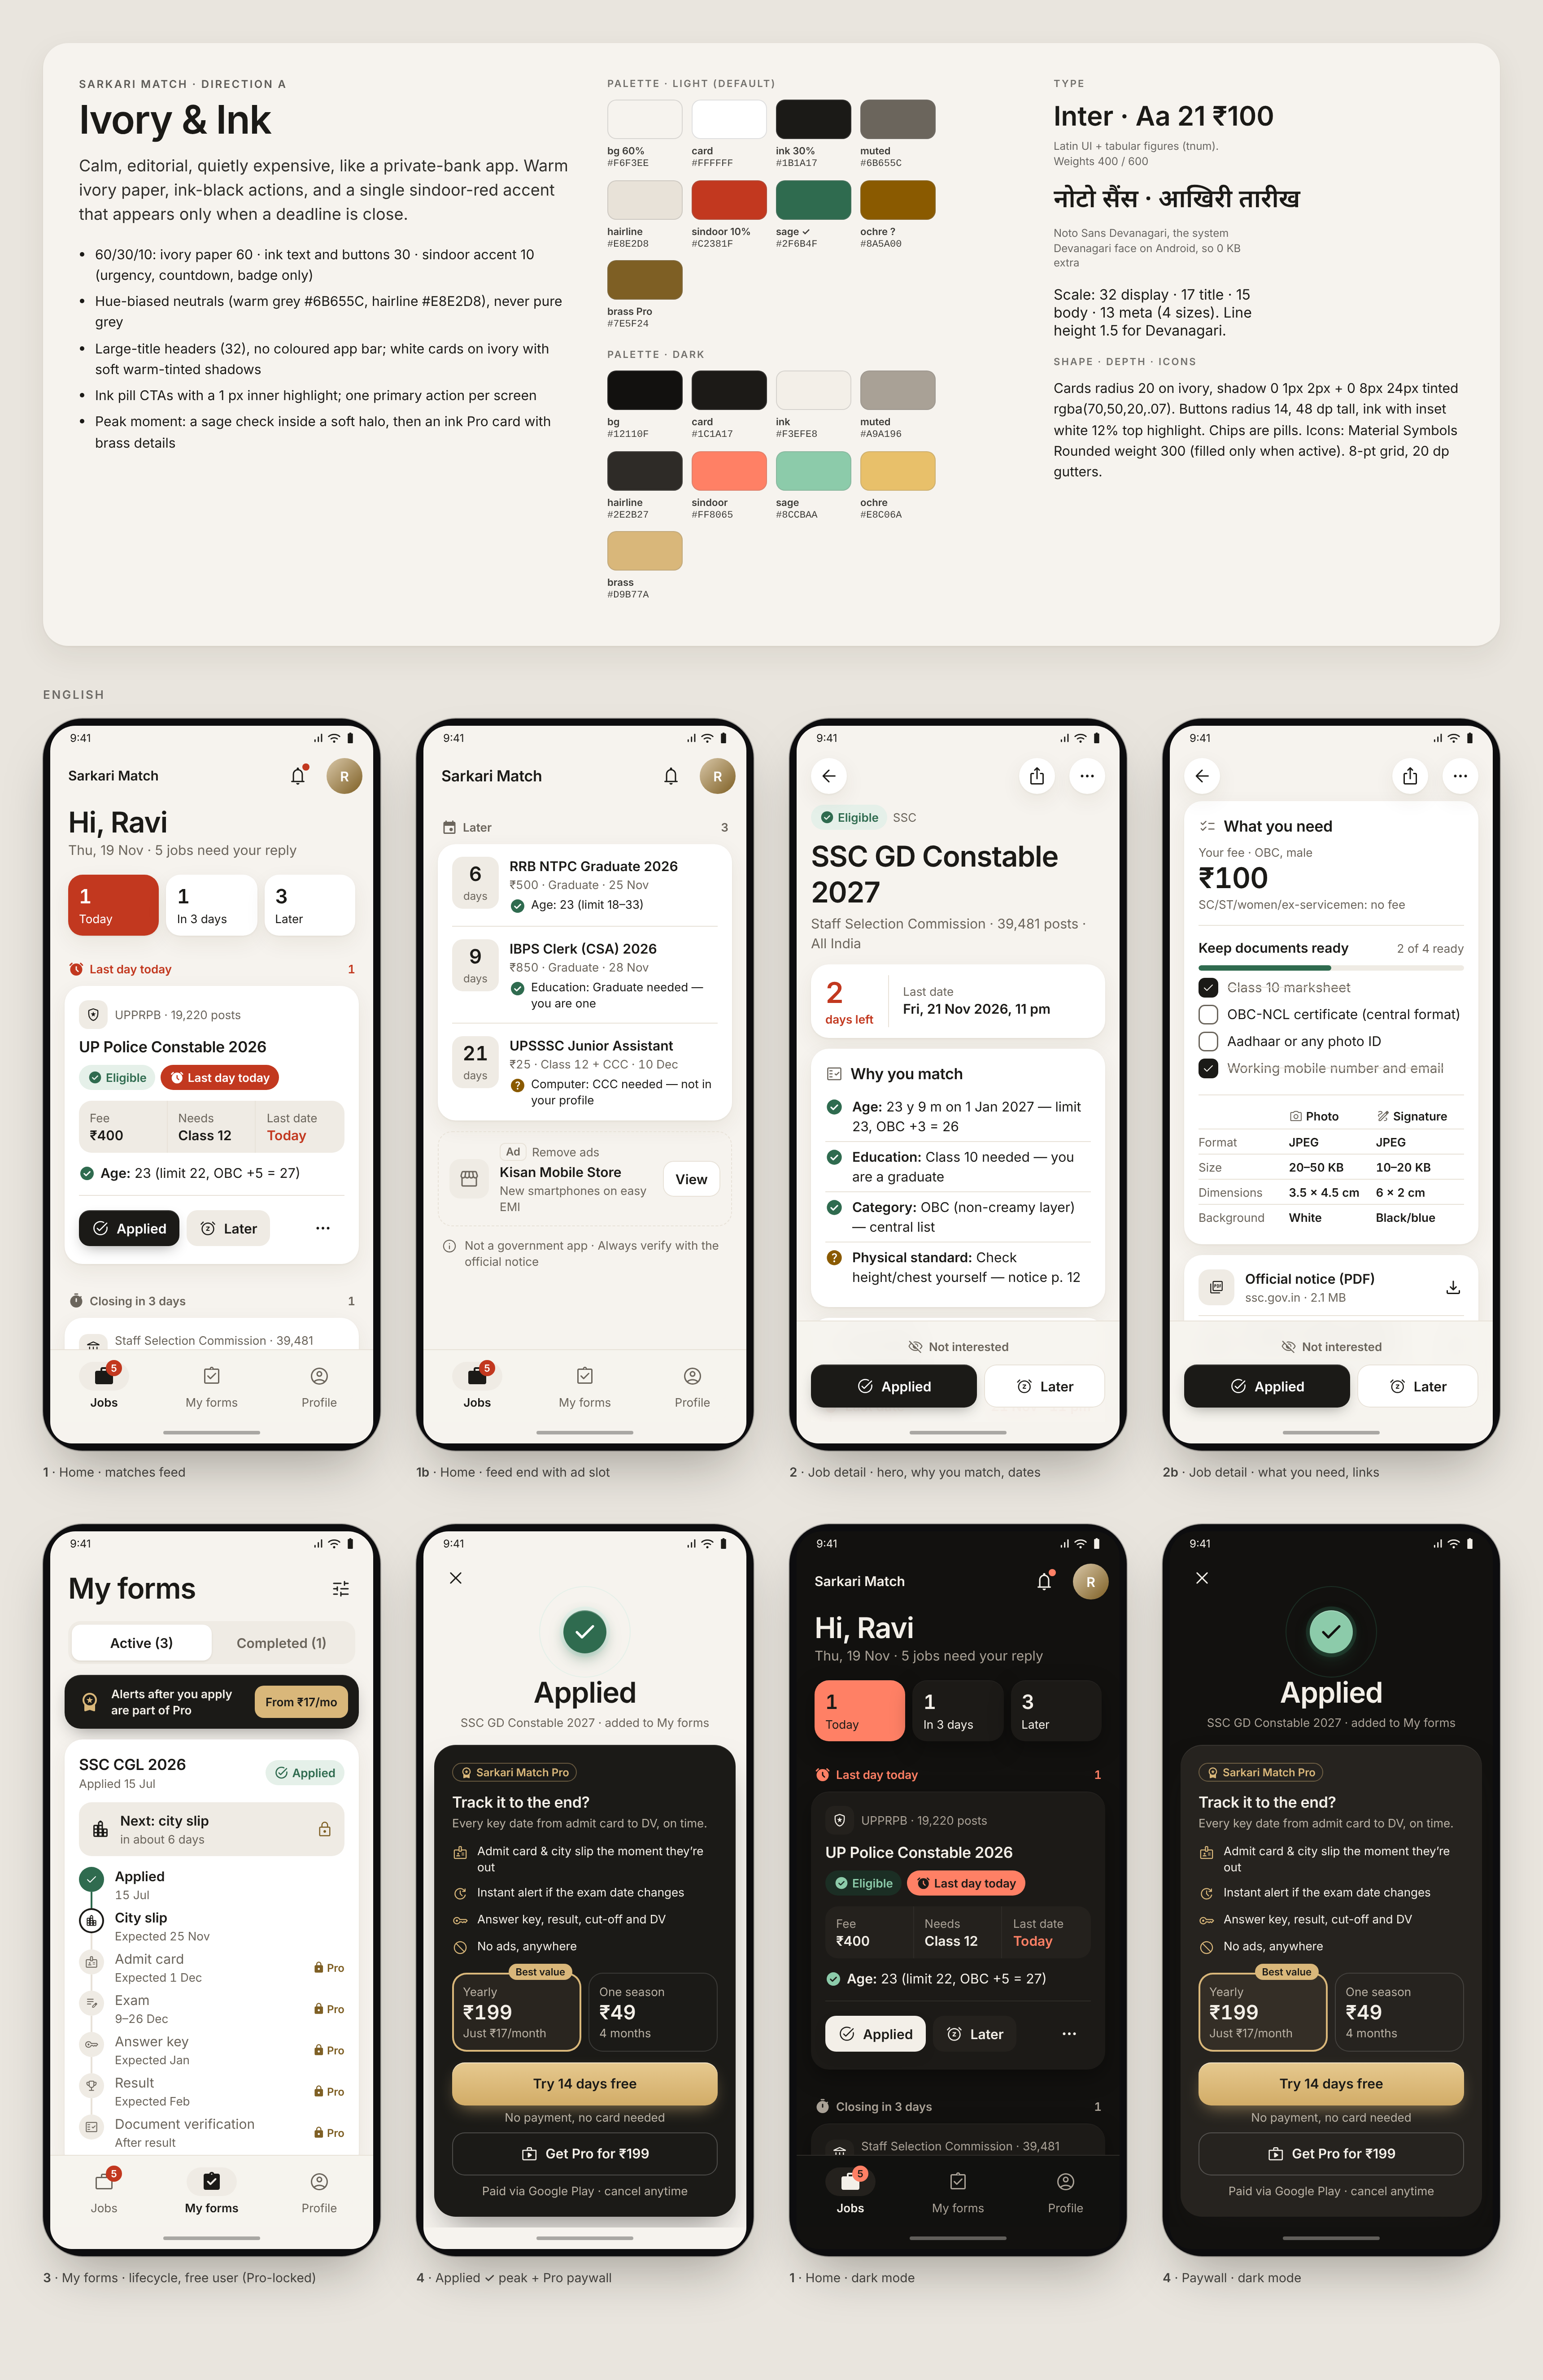 SARKARI MATCH · DIRECTION A
Ivory & Ink
Calm, editorial, quietly expensive, like a private-bank app. Warm
ivory paper, ink-black actions, and a single sindoor-red accent
that appears only when a deadline is close.
• 60/30/10: ivory paper 60 · ink text and buttons 30 · sindoor accent 10
(urgency, countdown, badge only)
• Hue-biased neutrals (warm grey #6B655C, hairline #E8E2D8), never pure
grey
• Large-title headers (32), no coloured app bar; white cards on ivory with
soft warm-tinted shadows
• Ink pill CTAs with a 1 px inner highlight; one primary action per screen
• Peak moment: a sage check inside a soft halo, then an ink Pro card with
brass details
PALETTE · LIGHT (DEFAULT)
bg 60% card ink 30% muted
#F6F3EE #FFFFFF #1B1A17 #6B655C
hairline sindoor 10% sage ✓ ochre ?
#E8E2D8 #C2381F #2F6B4F #8A5A00
brass Pro
#7E5F24
PALETTE · DARK
bg card ink muted
#12110F #1C1A17 #F3EFE8 #A9A196
hairline sindoor sage ochre
#2E2B27 #FF8065 #8CCBAA #E8C06A
brass
#D9B77A
TYPE
Inter · Aa 21 ₹100
Latin UI + tabular figures (tnum).
Weights 400 / 600
नोटो सैंस · आखिरी तारीख
Noto Sans Devanagari, the system
Devanagari face on Android, so 0 KB
extra
Scale: 32 display · 17 title · 15
body · 13 meta (4 sizes). Line
height 1.5 for Devanagari.
SHAPE · DEPTH · ICONS
Cards radius 20 on ivory, shadow 0 1px 2px + 0 8px 24px tinted
rgba(70,50,20,.07). Buttons radius 14, 48 dp tall, ink with inset
white 12% top highlight. Chips are pills. Icons: Material Symbols
Rounded weight 300 (filled only when active). 8-pt grid, 20 dp
gutters.
ENGLISH
9:41
Sarkari Match
R
Hi, Ravi
Thu, 19 Nov · 5 jobs need your reply
1 1 3
Today In 3 days Later
Last day today 1
UPPRPB · 19,220 posts
UP Police Constable 2026
Eligible Last day today
Fee Needs Last date
₹400 Class 12 Today
Age: 23 (limit 22, OBC +5 = 27)
Applied Later
Closing in 3 days 1
Staff Selection Commission · 39,481
5
Jobs My forms Profile
1 · Home · matches feed
9:41
Sarkari Match
R
Later 3
6 days
RRB NTPC Graduate 2026
₹500 · Graduate · 25 Nov
Age: 23 (limit 18–33)
9 days
IBPS Clerk (CSA) 2026
₹850 · Graduate · 28 Nov
Education: Graduate needed —
you are one
21 days
UPSSSC Junior Assistant
₹25 · Class 12 + CCC · 10 Dec
Computer: CCC needed — not in
your profile
Ad Remove ads
Kisan Mobile Store
New smartphones on easy
EMI
View
Not a government app · Always verify with the
official notice
5
Jobs My forms Profile
1b · Home · feed end with ad slot
9:41
Eligible SSC
SSC GD Constable
2027
Staff Selection Commission · 39,481 posts ·
All India
2
days left
Last date
Fri, 21 Nov 2026, 11 pm
Why you match
Age: 23 y 9 m on 1 Jan 2027 — limit
23, OBC +3 = 26
Education: Class 10 needed — you
are a graduate
Category: OBC (non-creamy layer)
— central list
Physical standard: Check
height/chest yourself — notice p. 12
Not interested
Applied Later
2 · Job detail · hero, why you match, dates
9:41
What you need
Your fee · OBC, male
₹100
SC/ST/women/ex-servicemen: no fee
Keep documents ready 2 of 4 ready
Class 10 marksheet
OBC-NCL certificate (central format)
Aadhaar or any photo ID
Working mobile number and email
Photo Signature
Format JPEG JPEG
Size 20–50 KB 10–20 KB
Dimensions 3.5 × 4.5 cm 6 × 2 cm
Background White Black/blue
Official notice (PDF)
ssc.gov.in · 2.1 MB
Not interested
Applied Later
2b · Job detail · what you need, links
9:41
My forms
Active (3) Completed (1)
Alerts after you apply
are part of Pro
From ₹17/mo
SSC CGL 2026
Applied 15 Jul
Applied
Next: city slip
in about 6 days
Applied
15 Jul
City slip
Expected 25 Nov
Admit card
Expected 1 Dec
Pro
Exam
9–26 Dec
Pro
Answer key
Expected Jan
Pro
Result
Expected Feb
Pro
Document verification
After result
Pro
5
Jobs My forms Profile
3 · My forms · lifecycle, free user (Pro-locked)
9:41
Applied
SSC GD Constable 2027 · added to My forms
Sarkari Match Pro
Track it to the end?
Every key date from admit card to DV, on time.
Admit card & city slip the moment they’re
out
Instant alert if the exam date changes
Answer key, result, cut-off and DV
No ads, anywhere
Best value
Yearly One season
₹199 ₹49
Just ₹17/month 4 months
Try 14 days free
No payment, no card needed
Get Pro for ₹199
Paid via Google Play · cancel anytime
4 · Applied ✓ peak + Pro paywall
9:41
Sarkari Match
R
Hi, Ravi
Thu, 19 Nov · 5 jobs need your reply
1 1 3
Today In 3 days Later
Last day today 1
UPPRPB · 19,220 posts
UP Police Constable 2026
Eligible Last day today
Fee Needs Last date
₹400 Class 12 Today
Age: 23 (limit 22, OBC +5 = 27)
Applied Later
Closing in 3 days 1
Staff Selection Commission · 39,481
5
Jobs My forms Profile
1 · Home · dark mode
9:41
Applied
SSC GD Constable 2027 · added to My forms
Sarkari Match Pro
Track it to the end?
Every key date from admit card to DV, on time.
Admit card & city slip the moment they’re
out
Instant alert if the exam date changes
Answer key, result, cut-off and DV
No ads, anywhere
Best value
Yearly One season
₹199 ₹49
Just ₹17/month 4 months
Try 14 days free
No payment, no card needed
Get Pro for ₹199
Paid via Google Play · cancel anytime
4 · Paywall · dark mode